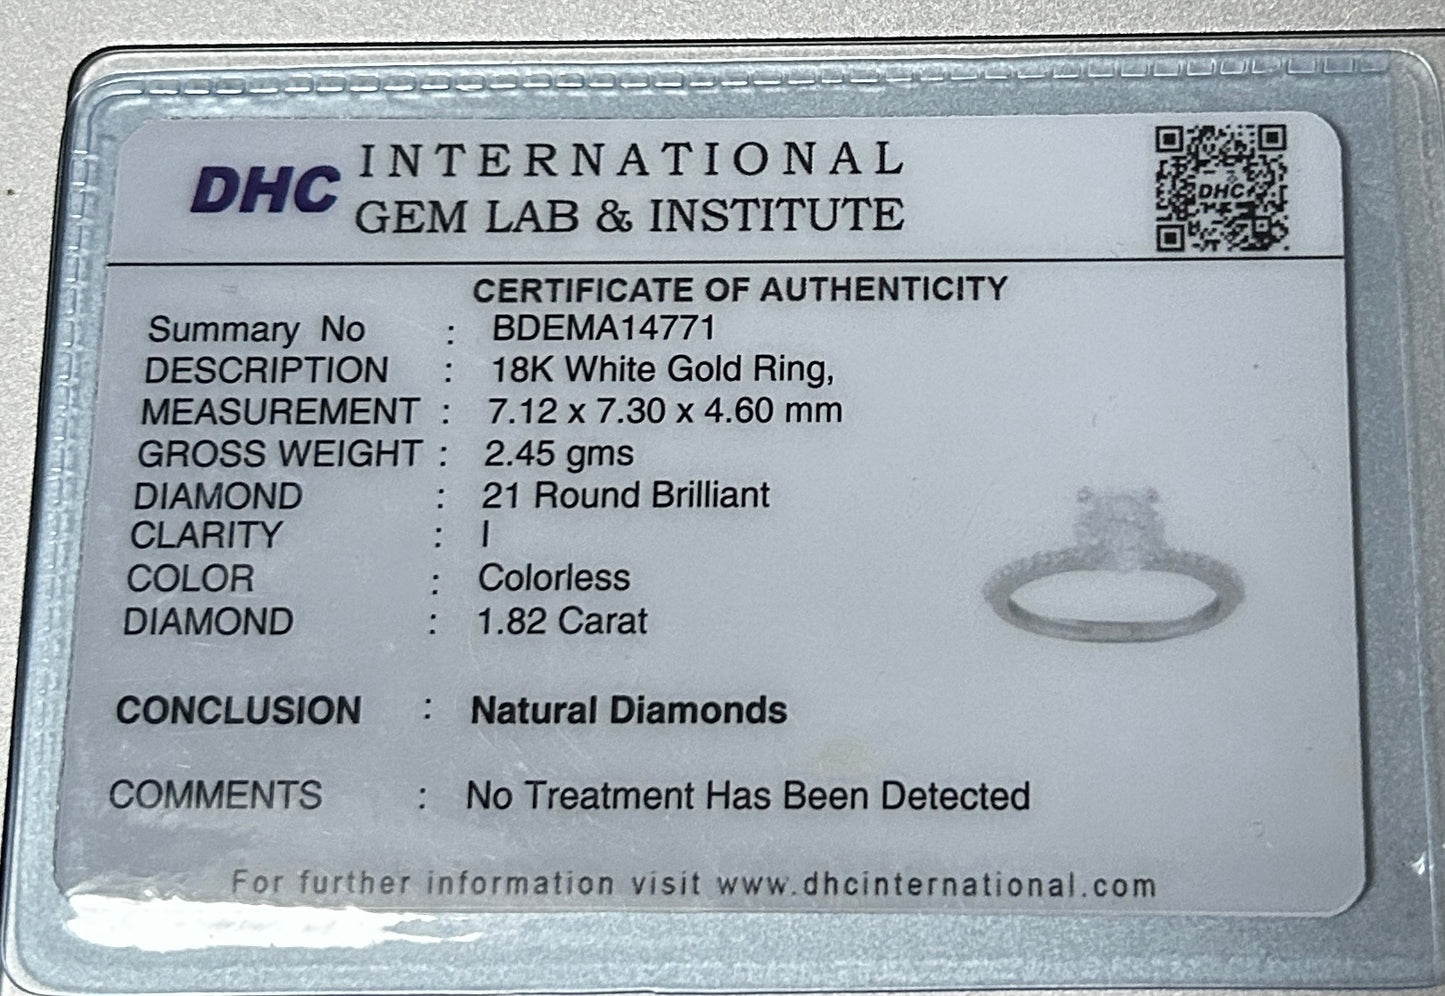 DHC INTERNATIONAL
GEM LAB & INSTITUTE
DHC
CERTIFICATE OF AUTHENTICITY
Summary No : BDEMA14771
DESCRIPTION : 18K White Gold Ring,
MEASUREMENT : 7.12 x 7.30 x 4.60 mm
GROSS WEIGHT : 2.45 gms
DIAMOND : 21 Round Brilliant
CLARITY : I
COLOR : Colorless
DIAMOND : 1.82 Carat
CONCLUSION : Natural Diamonds
COMMENTS : No Treatment Has Been Detected
For further information visit www.dhcinternational.com